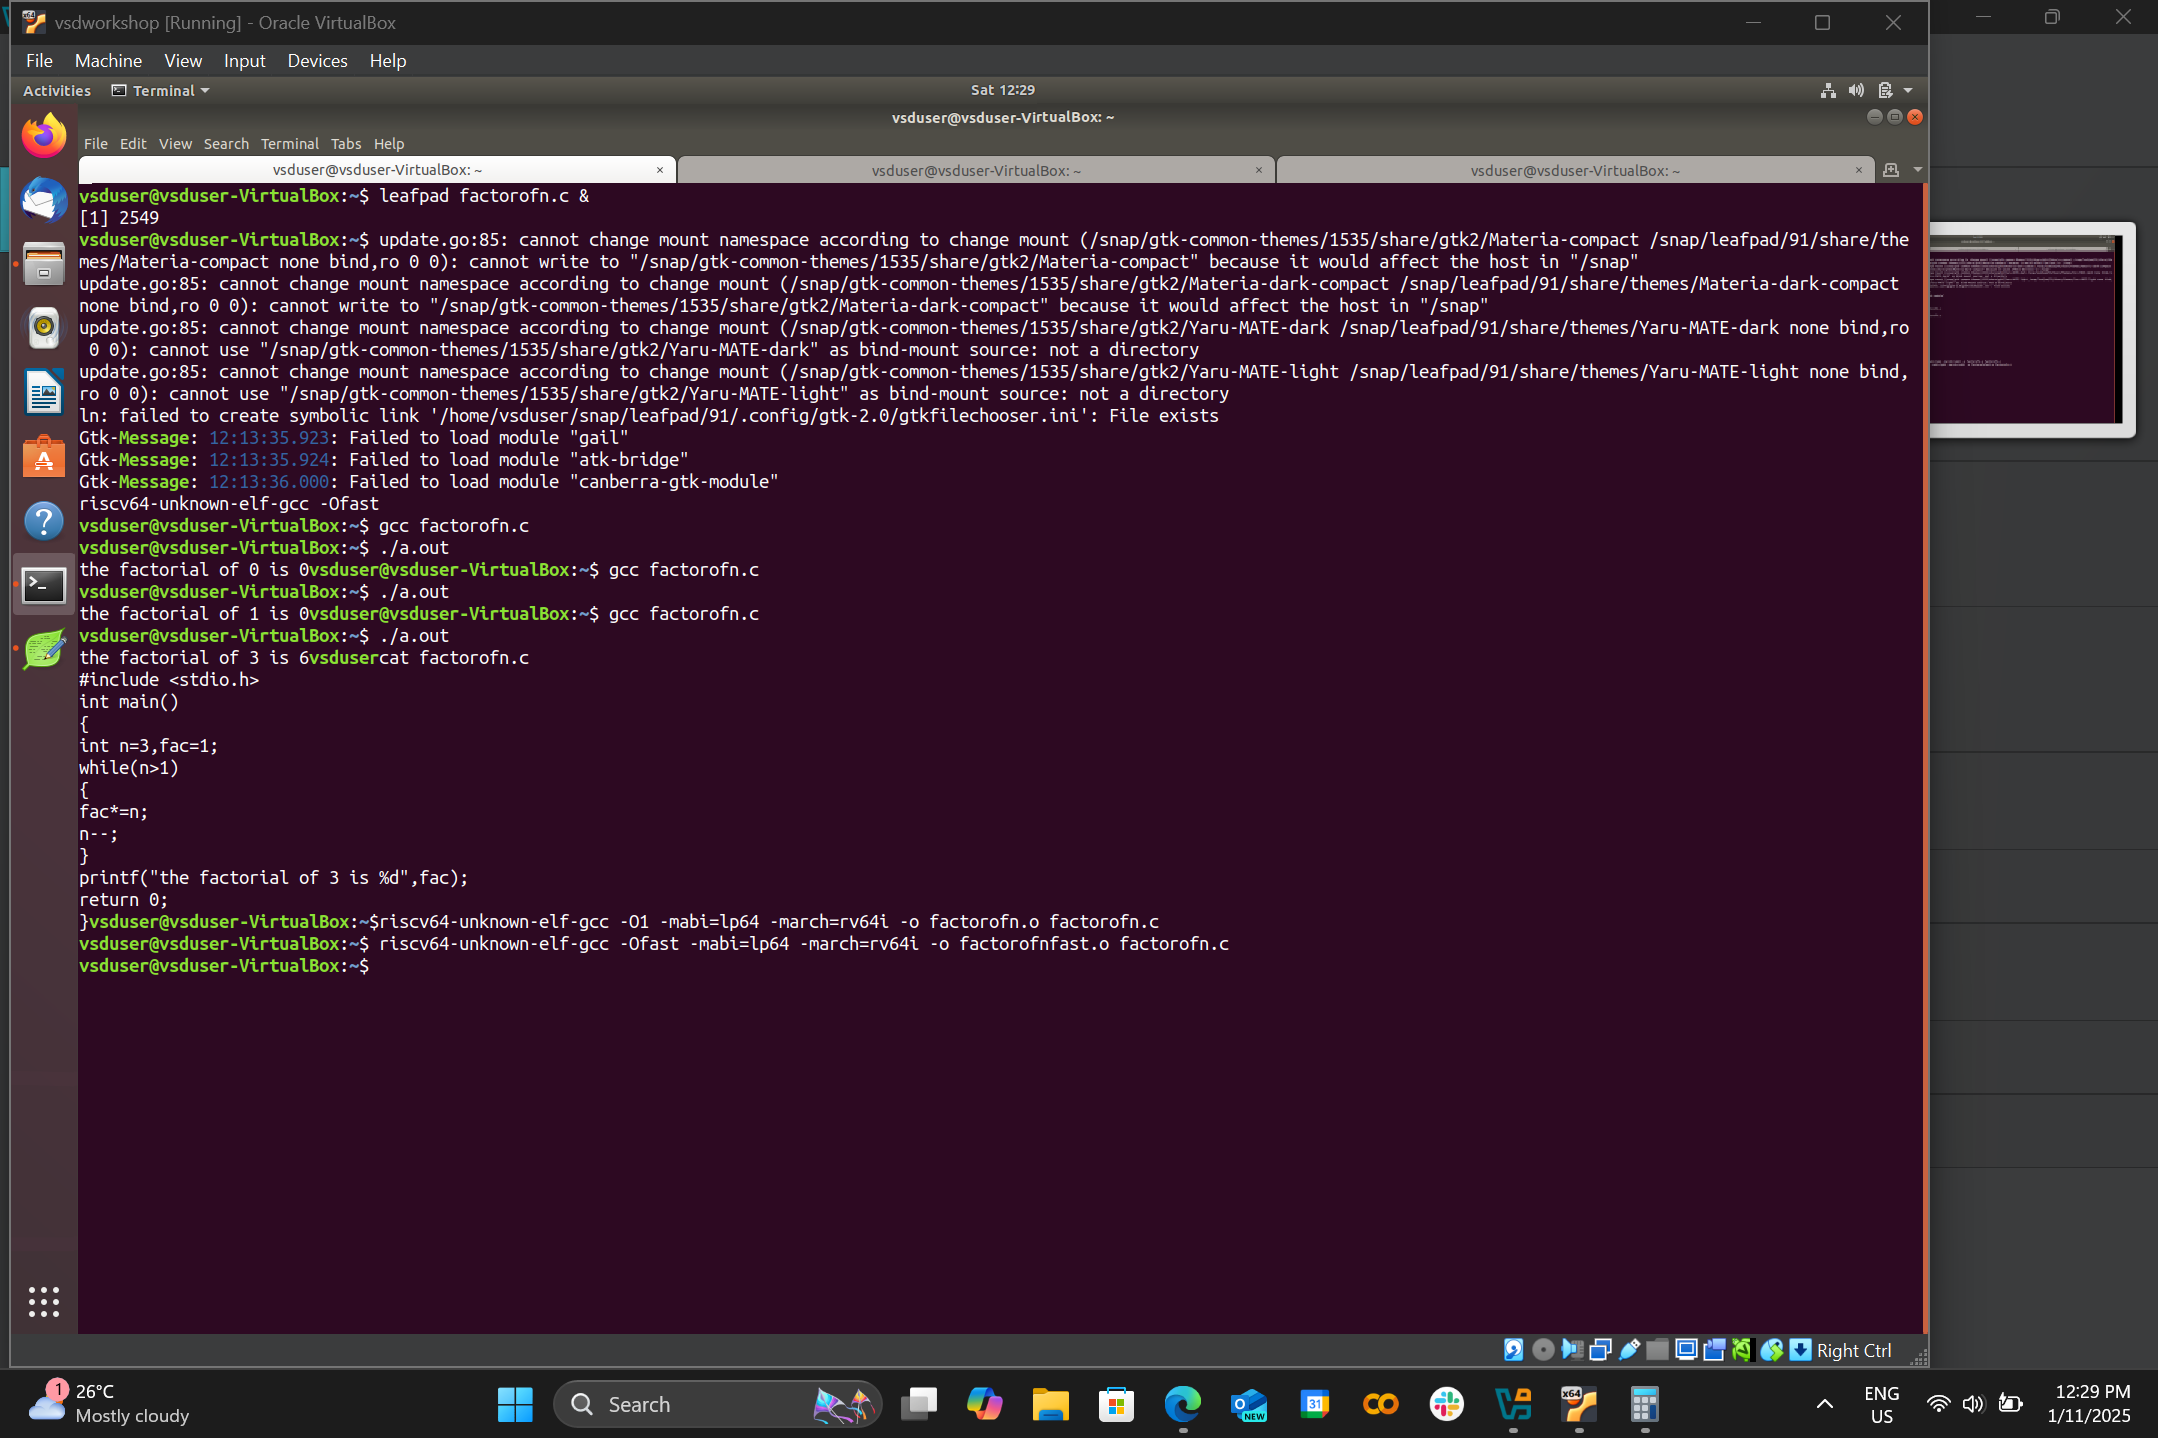 vsdworkshop [Running] - Oracle VirtualBox
File Machine View Input Devices Help
Activities Terminal Sat 12:29
vsduser@vsduser-VirtualBox: ~
File Edit View Search Terminal Tabs Help
vsduser@vsduser-VirtualBox: ~ × vsduser@vsduser-VirtualBox: ~ × vsduser@vsduser-VirtualBox: ~ ×
vsduser@vsduser-VirtualBox:~$ leafpad factorofn.c &
[1] 2549
vsduser@vsduser-VirtualBox:~$ update.go:85: cannot change mount namespace according to change mount (/snap/gtk-common-themes/1535/share/gtk2/Materia-compact /snap/leafpad/91/share/the
mes/Materia-compact none bind,ro 0 0): cannot write to "/snap/gtk-common-themes/1535/share/gtk2/Materia-compact" because it would affect the host in "/snap"
update.go:85: cannot change mount namespace according to change mount (/snap/gtk-common-themes/1535/share/gtk2/Materia-dark-compact /snap/leafpad/91/share/themes/Materia-dark-compact
none bind,ro 0 0): cannot write to "/snap/gtk-common-themes/1535/share/gtk2/Materia-dark-compact" because it would affect the host in "/snap"
update.go:85: cannot change mount namespace according to change mount (/snap/gtk-common-themes/1535/share/gtk2/Yaru-MATE-dark /snap/leafpad/91/share/themes/Yaru-MATE-dark none bind,ro
0 0): cannot use "/snap/gtk-common-themes/1535/share/gtk2/Yaru-MATE-dark" as bind-mount source: not a directory
update.go:85: cannot change mount namespace according to change mount (/snap/gtk-common-themes/1535/share/gtk2/Yaru-MATE-light /snap/leafpad/91/share/themes/Yaru-MATE-light none bind,
ro 0 0): cannot use "/snap/gtk-common-themes/1535/share/gtk2/Yaru-MATE-light" as bind-mount source: not a directory
ln: failed to create symbolic link '/home/vsduser/snap/leafpad/91/.config/gtk-2.0/gtkfilechooser.ini': File exists
Gtk-Message: 12:13:35.923: Failed to load module "gail"
Gtk-Message: 12:13:35.924: Failed to load module "atk-bridge"
Gtk-Message: 12:13:36.000: Failed to load module "canberra-gtk-module"
riscv64-unknown-elf-gcc -Ofast
vsduser@vsduser-VirtualBox:~$ gcc factorofn.c
vsduser@vsduser-VirtualBox:~$ ./a.out
the factorial of 0 is 0vsduser@vsduser-VirtualBox:~$ gcc factorofn.c
vsduser@vsduser-VirtualBox:~$ ./a.out
the factorial of 1 is 0vsduser@vsduser-VirtualBox:~$ gcc factorofn.c
vsduser@vsduser-VirtualBox:~$ ./a.out
the factorial of 3 is 6vsdusercat factorofn.c
#include <stdio.h>
int main()
{
int n=3,fac=1;
while(n>1)
{
fac*=n;
n--;
}
printf("the factorial of 3 is %d",fac);
return 0;
}vsduser@vsduser-VirtualBox:~$riscv64-unknown-elf-gcc -O1 -mabi=lp64 -march=rv64i -o factorofn.o factorofn.c
vsduser@vsduser-VirtualBox:~$ riscv64-unknown-elf-gcc -Ofast -mabi=lp64 -march=rv64i -o factorofnfast.o factorofn.c
vsduser@vsduser-VirtualBox:~$
Right Ctrl
1
26°C
Mostly cloudy
Search
NEW
31
x64
ENG
US
12:29 PM
1/11/2025